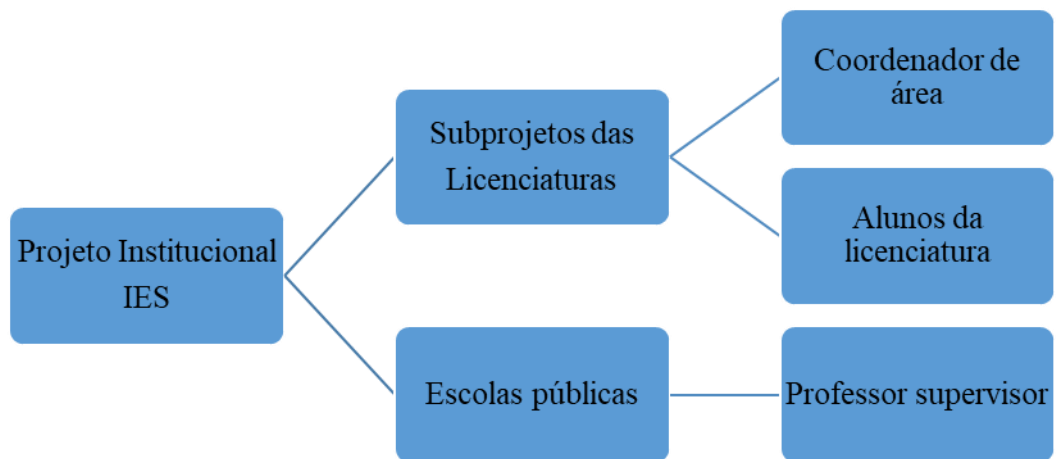 Projeto Institucional
IES
Subprojetos das
Licenciaturas
Escolas públicas
Coordenador de
área
Alunos da
licenciatura
Professor supervisor